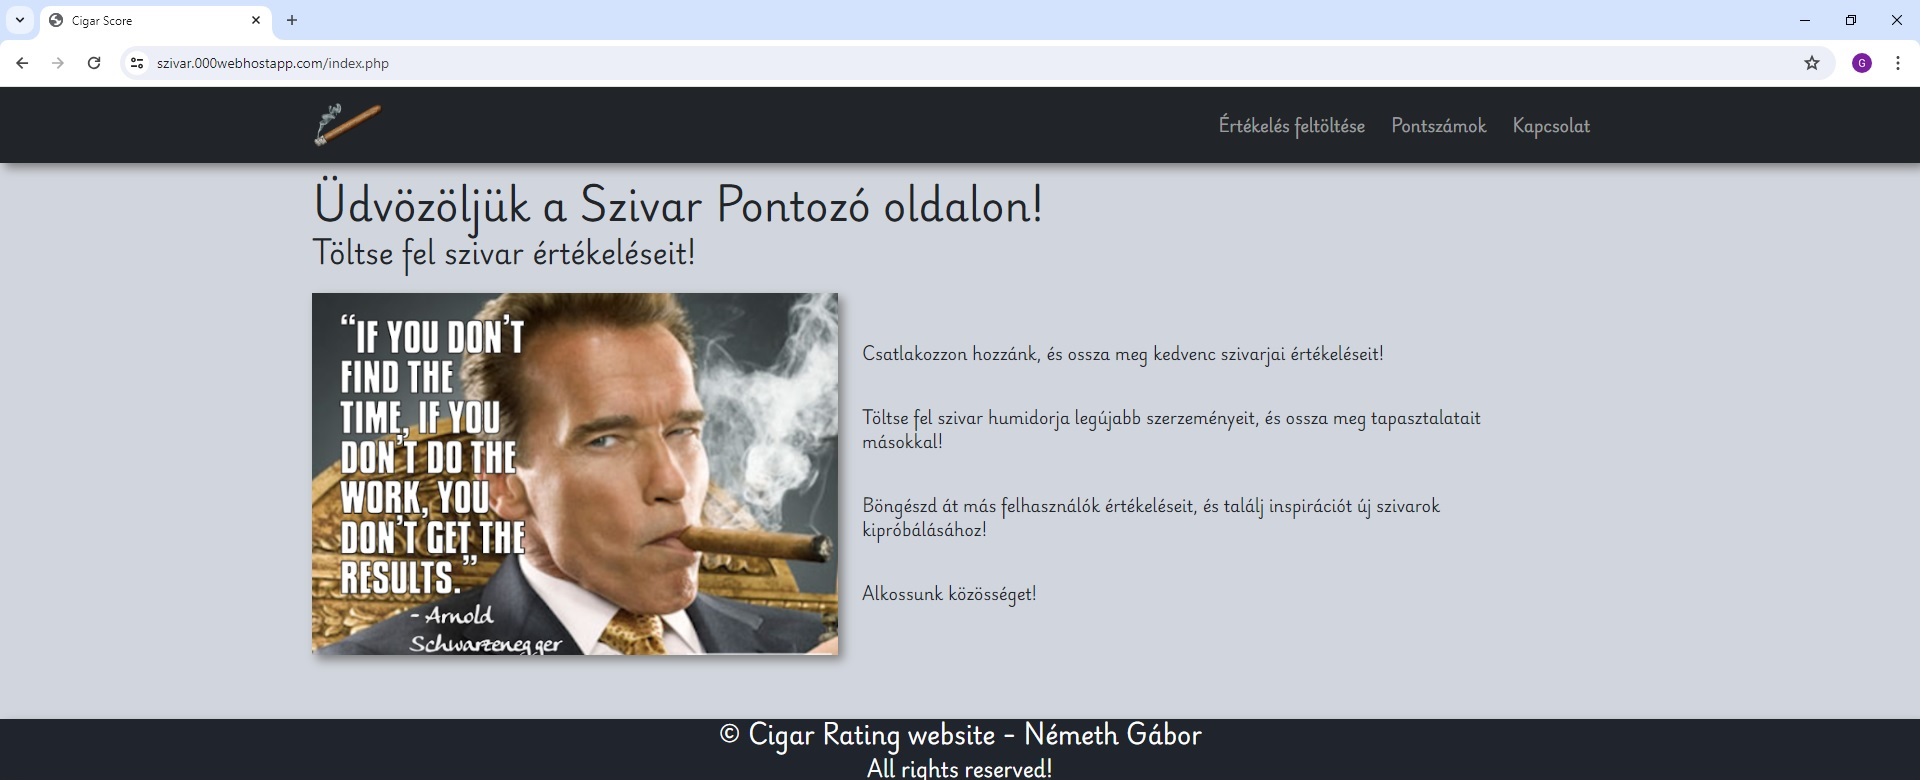 Cigar Score
szivar.000webhostapp.com/index.php
G
Értékelés feltöltése Pontszámok Kapcsolat
Üdvözöljük a Szivar Pontozó oldalon!
Töltse fel szivar értékeléseit!
“IF YOU DON'T
FIND THE
TIME, IF YOU
DON'T DO THE
WORK, YOU
DON'T GET THE
RESULTS.”
- Arnold
Schwarzenegger
Csatlakozzon hozzánk, és ossza meg kedvenc szivarjai értékeléseit!
Töltse fel szivar humidorja legújabb szerzeményeit, és ossza meg tapasztalatait
másokkal!
Böngészd át más felhasználók értékeléseit, és találj inspirációt új szivarok
kipróbálásához!
Alkossunk közösséget!
© Cigar Rating website - Németh Gábor
All rights reserved!